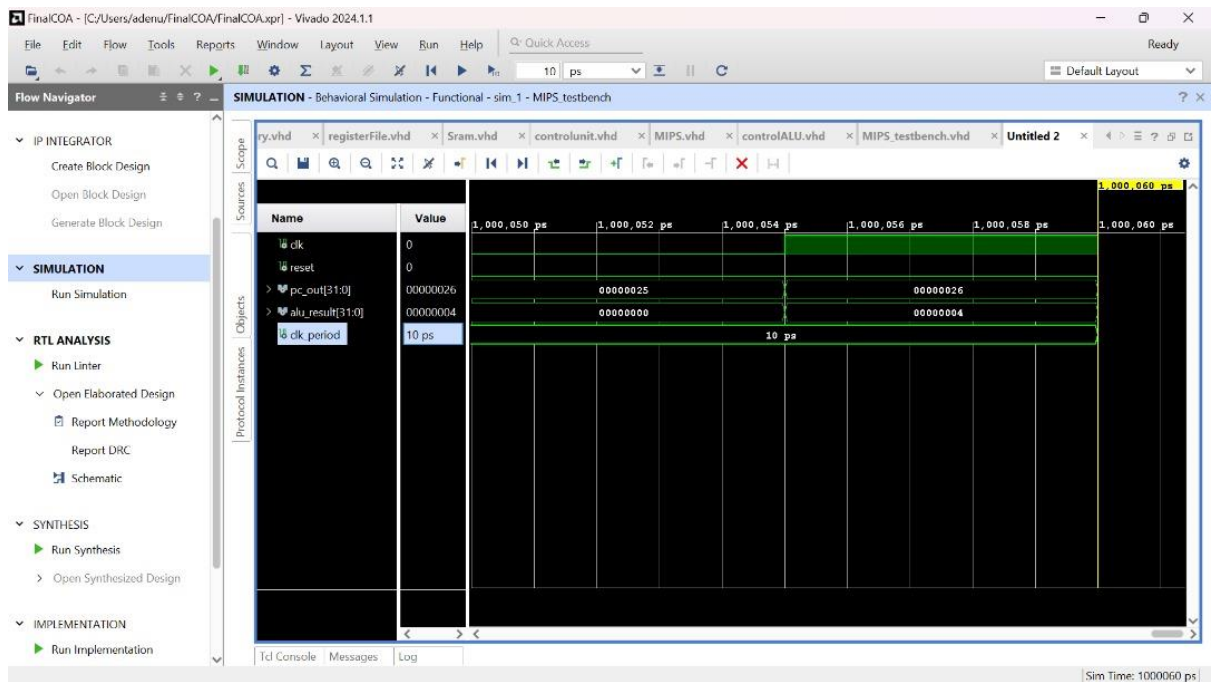 FinalCOA - [C:/Users/adenu/FinalCOA/FinalCOA.xpr] - Vivado 2024.1.1
File Edit Flow Tools Reports Window Layout View Run Help Quick Access Ready
10 ps Default Layout
Flow Navigator SIMULATION - Behavioral Simulation - Functional - sim_1 - MIPS_testbench
IP INTEGRATOR
Create Block Design
Open Block Design
Generate Block Design
SIMULATION
Run Simulation
RTL ANALYSIS
Run Linter
Open Elaborated Design
Report Methodology
Report DRC
Schematic
SYNTHESIS
Run Synthesis
Open Synthesized Design
IMPLEMENTATION
Run Implementation
Scope
Sources
Objects
Protocol Instances
ry.vhd registerFile.vhd Sram.vhd controlunit.vhd MIPS.vhd controlALU.vhd MIPS_testbench.vhd Untitled 2
1,000,060 ps
Name Value 1,000,050 ps 1,000,052 ps 1,000,054 ps 1,000,056 ps 1,000,058 ps 1,000,060 ps
clk 0
reset 0
pc_out[31:0] 00000026 00000025 00000026
alu_result[31:0] 00000004 00000000 00000004
clk_period 10 ps 10 ps
Tcl Console Messages Log
Sim Time: 1000060 ps